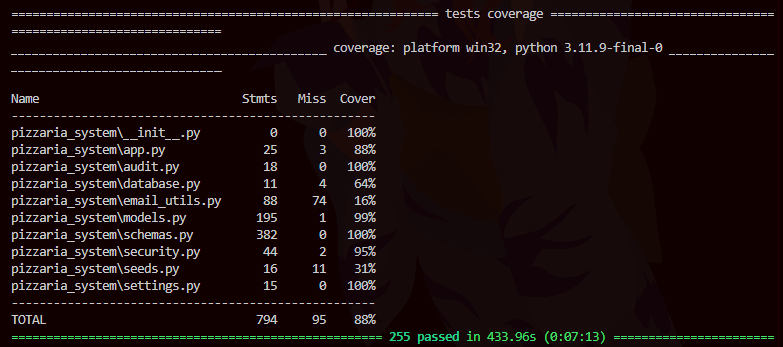 ============================================================= tests coverage ================================
==============================
_____________________________________________ coverage: platform win32, python 3.11.9-final-0 _______________
______________________________
Name                             Stmts   Miss  Cover
----------------------------------------------------
pizzaria_system\__init__.py          0      0   100%
pizzaria_system\app.py              25      3    88%
pizzaria_system\audit.py            18      0   100%
pizzaria_system\database.py         11      4    64%
pizzaria_system\email_utils.py      88     74    16%
pizzaria_system\models.py          195      1    99%
pizzaria_system\schemas.py         382      0   100%
pizzaria_system\security.py         44      2    95%
pizzaria_system\seeds.py            16     11    31%
pizzaria_system\settings.py         15      0   100%
----------------------------------------------------
TOTAL                              794     95    88%
===================================================== 255 passed in 433.96s (0:07:13) =======================